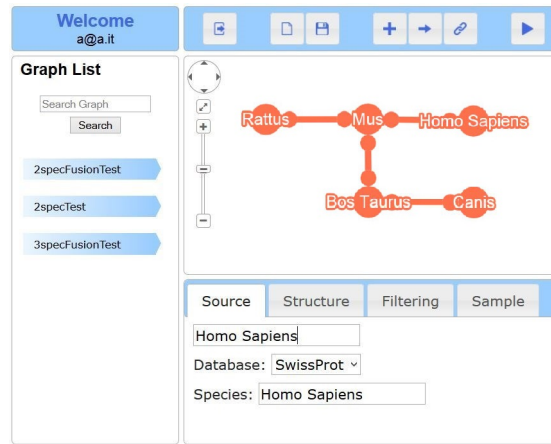 Welcome
a@a.it
Graph List
Search Graph
Search
2specFusionTest
2specTest
3specFusionTest
Rattus
Mus
Homo Sapiens
Bos Taurus
Canis
Source
Structure
Filtering
Sample
Homo Sapiens
Database: SwissProt
Species: Homo Sapiens